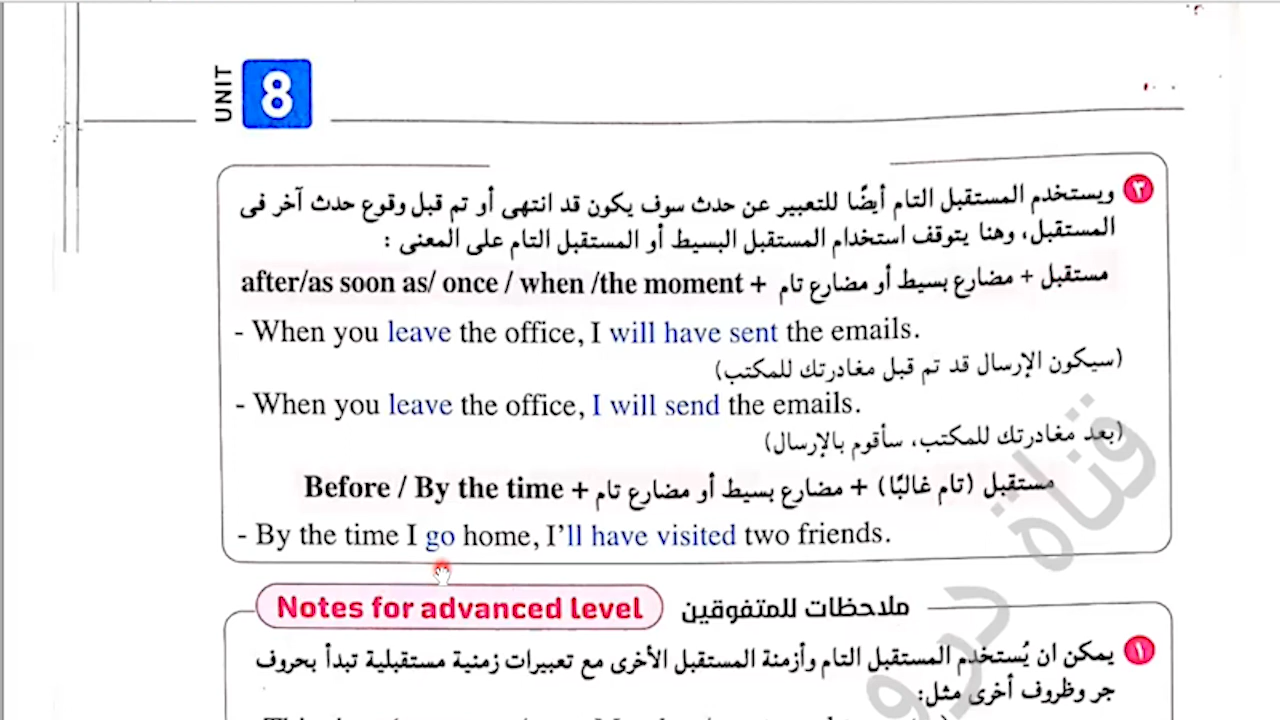 UNIT 8
٣ ويستخدم المستقبل التام أيضًا للتعبير عن حدث سوف يكون قد انتهى أو تم قبل وقوع حدث آخر فى
المستقبل، وهنا يتوقف استخدام المستقبل البسيط أو المستقبل التام على المعنى :
after/as soon as/ once / when /the moment + مستقبل + مضارع بسيط أو مضارع تام
- When you leave the office, I will have sent the emails.
(سيكون الإرسال قد تم قبل مغادرتك للمكتب)
- When you leave the office, I will send the emails.
(بعد مغادرتك للمكتب، سأقوم بالإرسال)
Before / By the time + مستقبل (تام غالبًا) + مضارع بسيط أو مضارع تام
- By the time I go home, I'll have visited two friends.
Notes for advanced level ملاحظات للمتفوقين
١ يمكن ان يُستخدم المستقبل التام وأزمنة المستقبل الأخرى مع تعبيرات زمنية مستقبلية تبدأ بحروف
جر وظروف أخرى مثل: